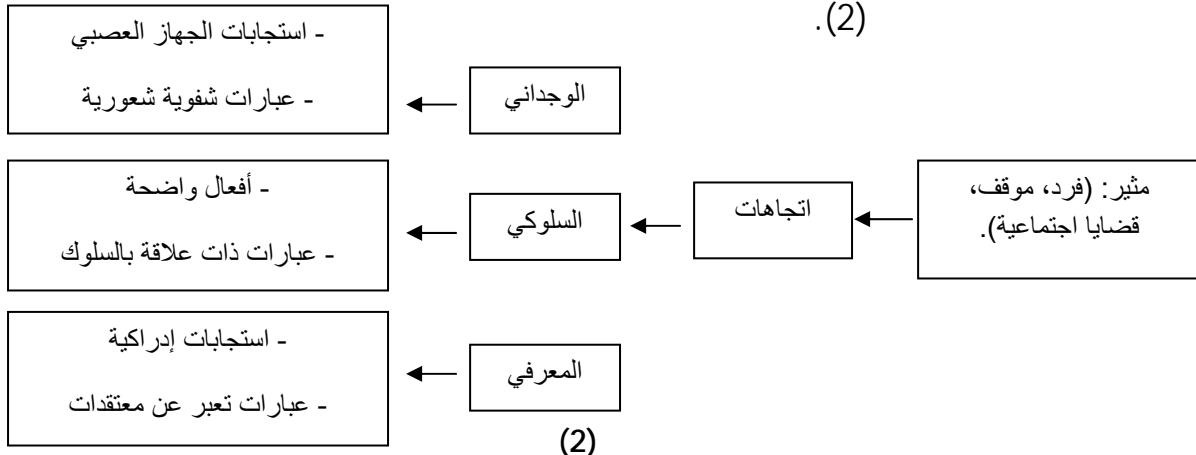 (2).
مثير: (فرد، موقف،
قضايا اجتماعية).
اتجاهات
الوجداني
- استجابات الجهاز العصبي
- عبارات شفوية شعورية
السلوكي
- أفعال واضحة
- عبارات ذات علاقة بالسلوك
المعرفي
- استجابات إدراكية
- عبارات تعبر عن معتقدات
(2)